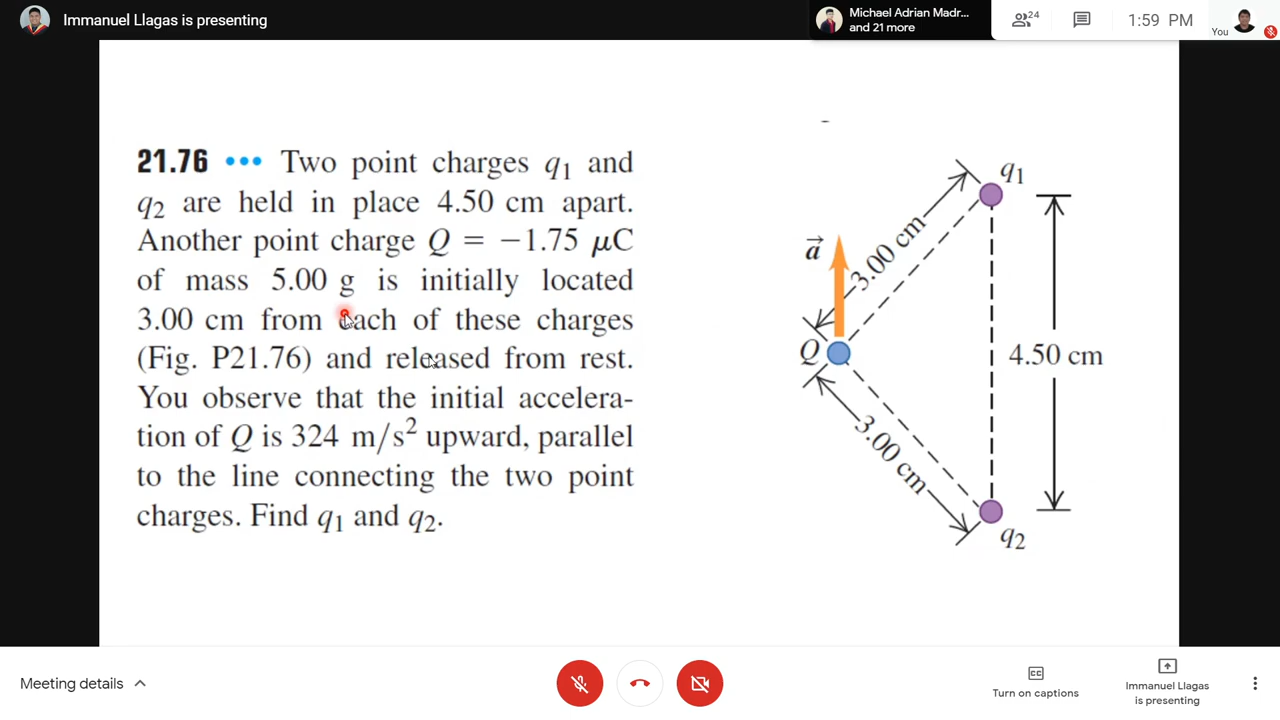 Immanuel Llagas is presenting
Michael Adrian Madr...
and 21 more
24
1:59 PM
You
21.76 ••• Two point charges q₁ and
q₂ are held in place 4.50 cm apart.
Another point charge Q = −1.75 μC
of mass 5.00 g is initially located
3.00 cm from each of these charges
(Fig. P21.76) and released from rest.
You observe that the initial accelera-
tion of Q is 324 m/s² upward, parallel
to the line connecting the two point
charges. Find q₁ and q₂.
q₁
3.00 cm
a⃗
Q
4.50 cm
3.00 cm
q₂
Meeting details
CC
Turn on captions
Immanuel Llagas
is presenting